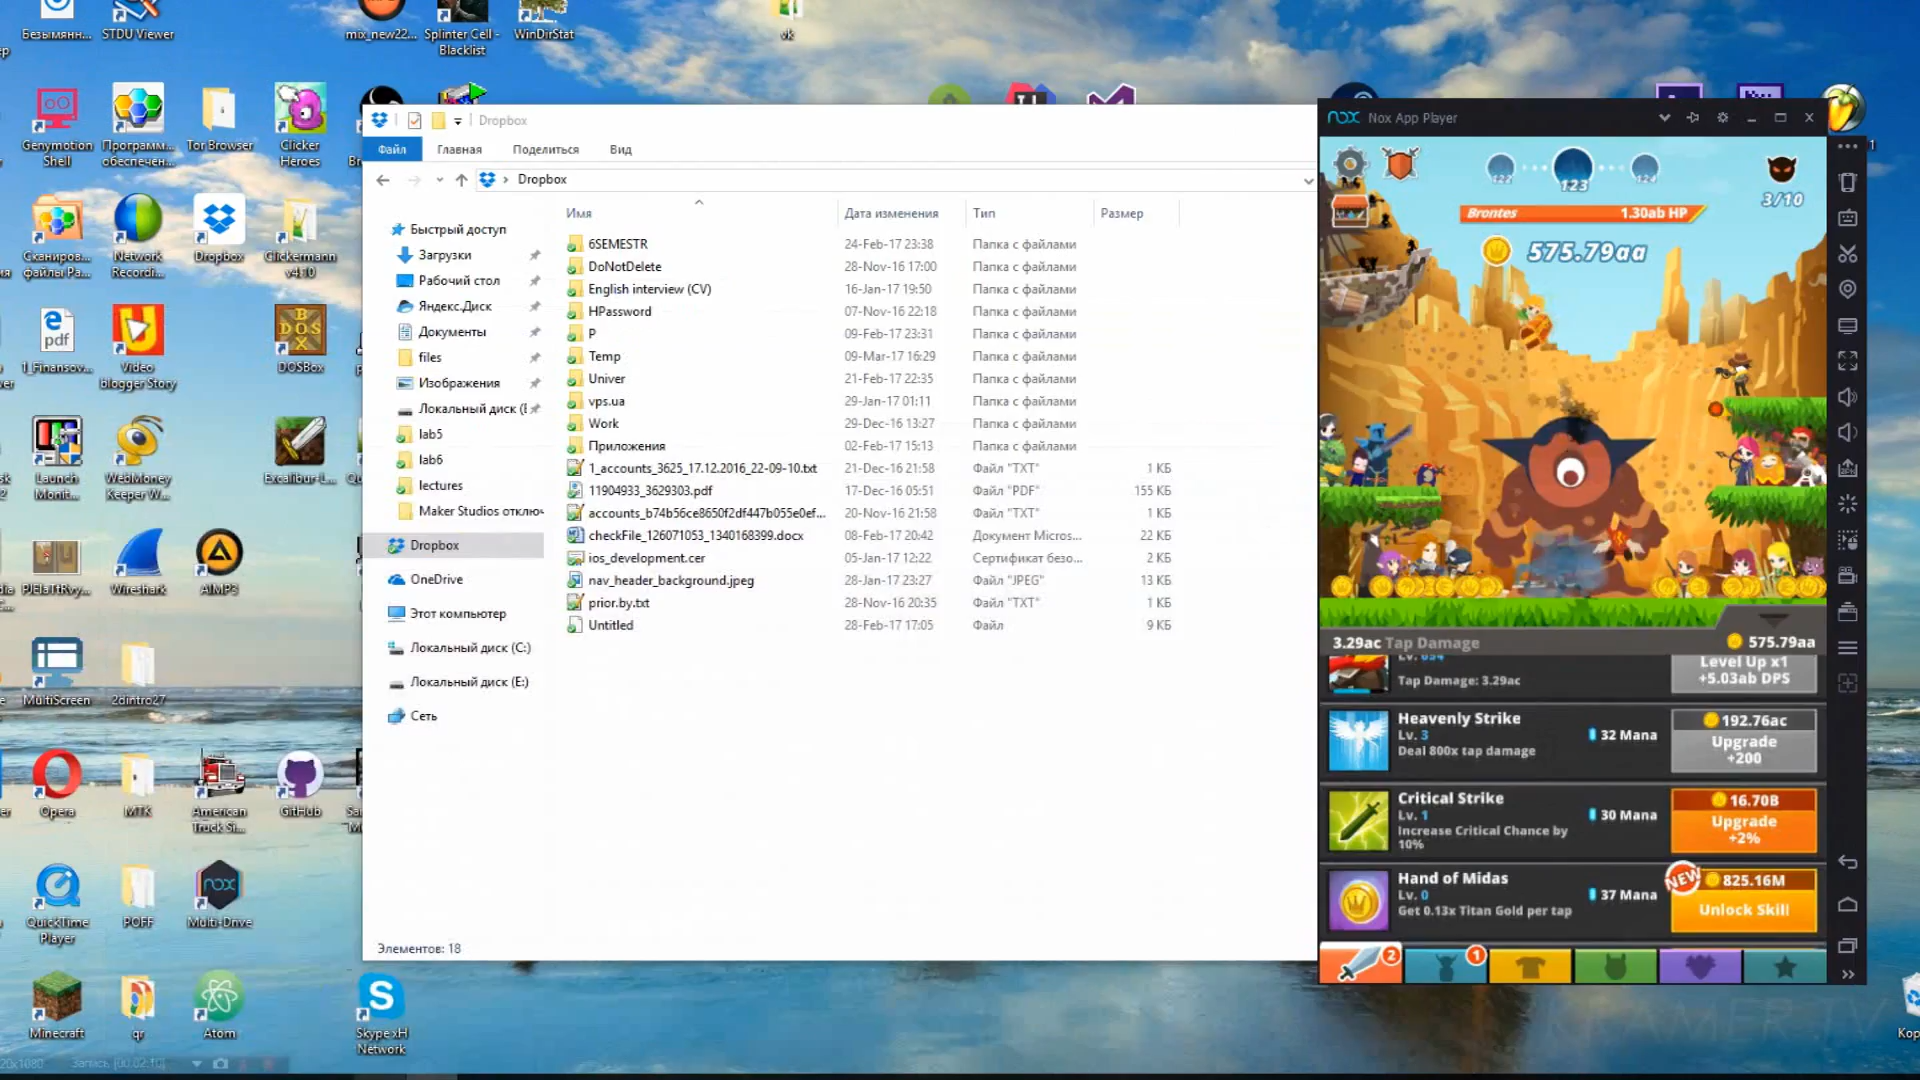 Безымянн...
STDU Viewer
mix_new22...
Splinter Cell -
Blacklist
WinDirStat
vk
Genymotion
Shell
Програм...
обеспечен...
Tor Browser
Clicker
Heroes
Сканиров...
файлы Pa...
Network
Recordi...
Dropbox
Clickermann
v4.10
pdf
1_Finansov...
Video
Blogger Story
DOSBox
Launch
Monit...
WebMoney
Keeper W...
Excalibur-L...
Wireshark
AIMP3
MultiScreen
2dintro27
Opera
MTK
American
Truck Si...
GitHub
QuickTime
Player
POFF
Multi-Drive
Minecraft
qr
Atom
Skype xH
Network
Запись [00:02:10]
Dropbox
Файл
Главная
Поделиться
Вид
Dropbox
Имя
Дата изменения
Тип
Размер
Быстрый доступ
Загрузки
Рабочий стол
Яндекс.Диск
Документы
files
Изображения
Локальный диск (E
lab5
lab6
lectures
Maker Studios отключ
Dropbox
OneDrive
Этот компьютер
Локальный диск (C:)
Локальный диск (E:)
Сеть
6SEMESTR 24-Feb-17 23:38 Папка с файлами
DoNotDelete 28-Nov-16 17:00 Папка с файлами
English interview (CV) 16-Jan-17 19:50 Папка с файлами
HPassword 07-Nov-16 22:18 Папка с файлами
P 09-Feb-17 23:31 Папка с файлами
Temp 09-Mar-17 16:29 Папка с файлами
Univer 21-Feb-17 22:35 Папка с файлами
vps.ua 29-Jan-17 01:11 Папка с файлами
Work 29-Dec-16 13:27 Папка с файлами
Приложения 02-Feb-17 15:13 Папка с файлами
1_accounts_3625_17.12.2016_22-09-10.txt 21-Dec-16 21:58 Файл "TXT" 1 КБ
11904933_3629303.pdf 17-Dec-16 05:51 Файл "PDF" 155 КБ
accounts_b74b56ce8650f2df447b055e0ef... 20-Nov-16 21:58 Файл "TXT" 1 КБ
checkFile_126071053_1340168399.docx 08-Feb-17 20:42 Документ Micros... 22 КБ
ios_development.cer 05-Jan-17 12:22 Сертификат безо... 2 КБ
nav_header_background.jpeg 28-Jan-17 23:27 Файл "JPEG" 13 КБ
prior.by.txt 28-Nov-16 20:35 Файл "TXT" 1 КБ
Untitled 28-Feb-17 17:05 Файл 9 КБ
Элементов: 18
nox Nox App Player
122
123
124
3/10
Brontes 1.30ab HP
575.79aa
3.29ac Tap Damage
575.79aa
Tap Damage: 3.29ac
Level Up x1
+5.03ab DPS
Heavenly Strike
Lv. 3
Deal 800x tap damage
32 Mana
192.76ac
Upgrade
+200
Critical Strike
Lv. 1
Increase Critical Chance by
10%
30 Mana
16.70B
Upgrade
+2%
Hand of Midas
Lv. 0
Get 0.13x Titan Gold per tap
37 Mana
NEW
825.16M
Unlock Skill
2
1
1
Кор